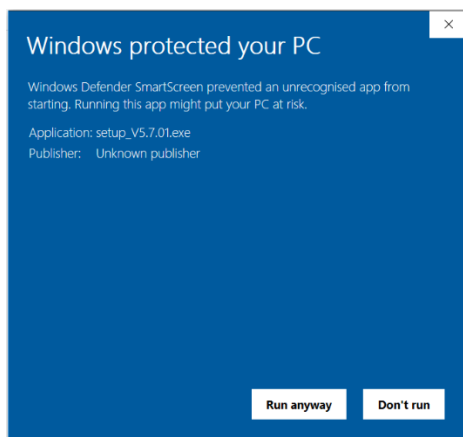 Windows protected your PC
Windows Defender SmartScreen prevented an unrecognised app from
starting. Running this app might put your PC at risk.
Application: setup_V5.7.01.exe
Publisher: Unknown publisher
Run anyway Don't run